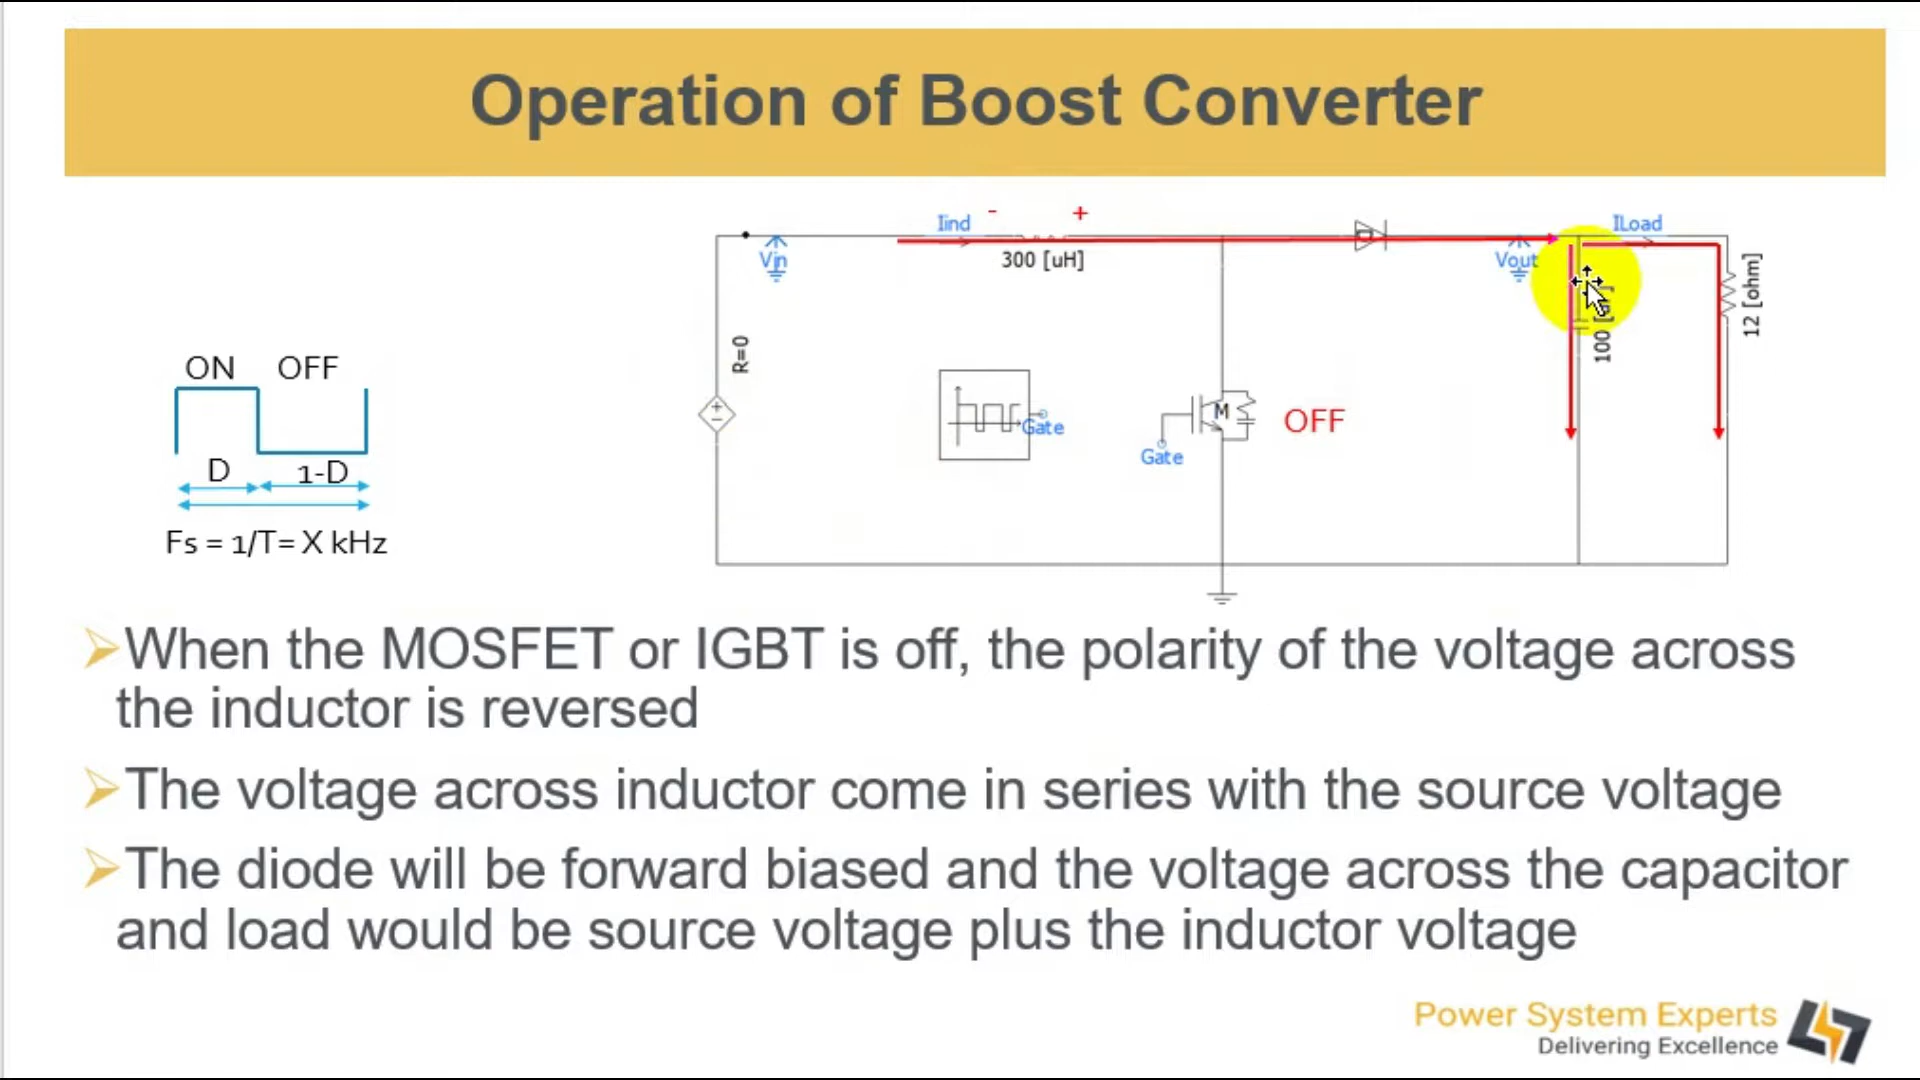 Operation of Boost Converter
Iind - +
ILoad
Vin
300 [uH]
Vout
12 [ohm]
100
R=0
ON OFF
M
OFF
Gate
Gate
D 1-D
Fs = 1/T= X kHz
When the MOSFET or IGBT is off, the polarity of the voltage across
the inductor is reversed
The voltage across inductor come in series with the source voltage
The diode will be forward biased and the voltage across the capacitor
and load would be source voltage plus the inductor voltage
Power System Experts
Delivering Excellence